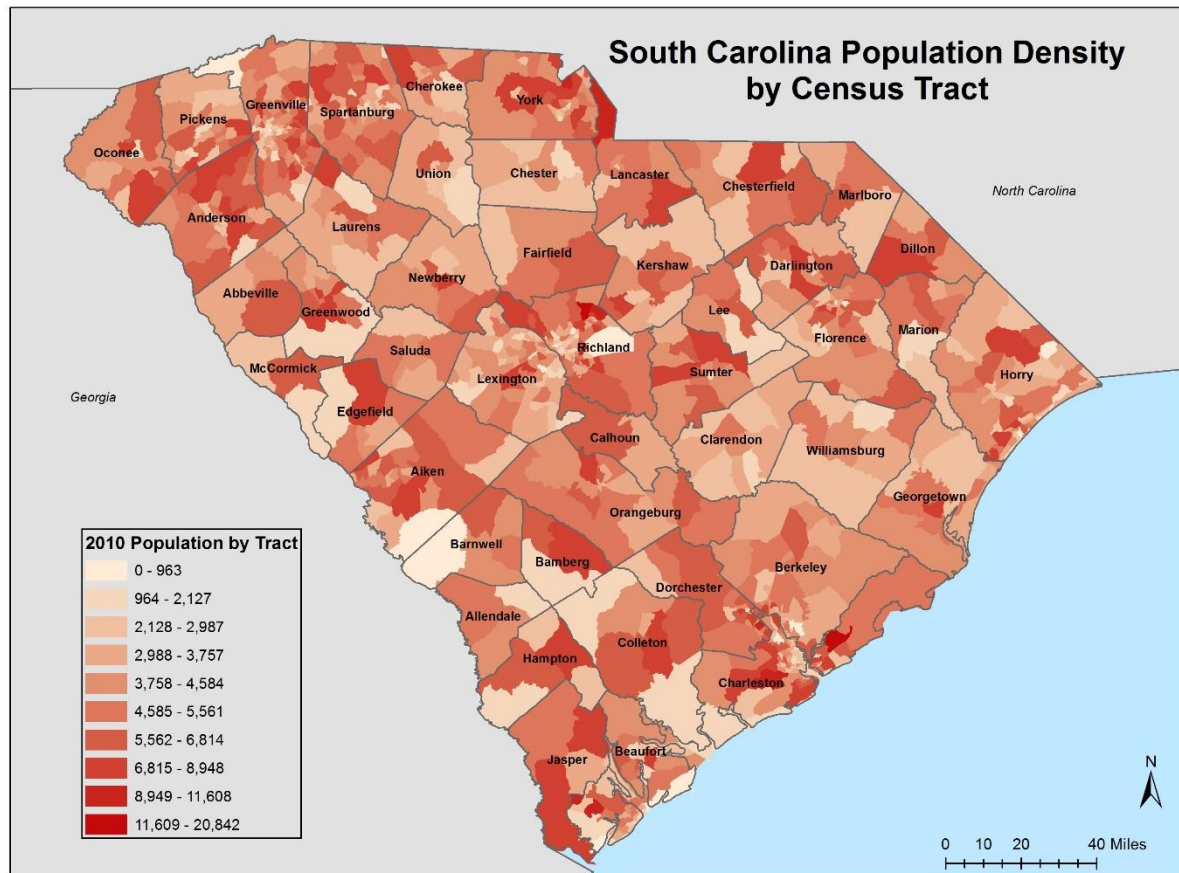 South Carolina Population Density
by Census Tract
Cherokee
York
Greenville
Spartanburg
Pickens
Oconee
Union
Chester
Lancaster
Chesterfield
Marlboro
North Carolina
Anderson
Laurens
Fairfield
Kershaw
Darlington
Dillon
Newberry
Abbeville
Greenwood
Lee
Marion
Florence
Richland
Saluda
McCormick
Lexington
Sumter
Horry
Georgia
Edgefield
Calhoun
Clarendon
Williamsburg
Aiken
Georgetown
Orangeburg
Barnwell
Bamberg
Berkeley
Dorchester
Allendale
Colleton
Hampton
Charleston
Beaufort
Jasper
2010 Population by Tract
0 - 963
964 - 2,127
2,128 - 2,987
2,988 - 3,757
3,758 - 4,584
4,585 - 5,561
5,562 - 6,814
6,815 - 8,948
8,949 - 11,608
11,609 - 20,842
N
0 10 20 40 Miles